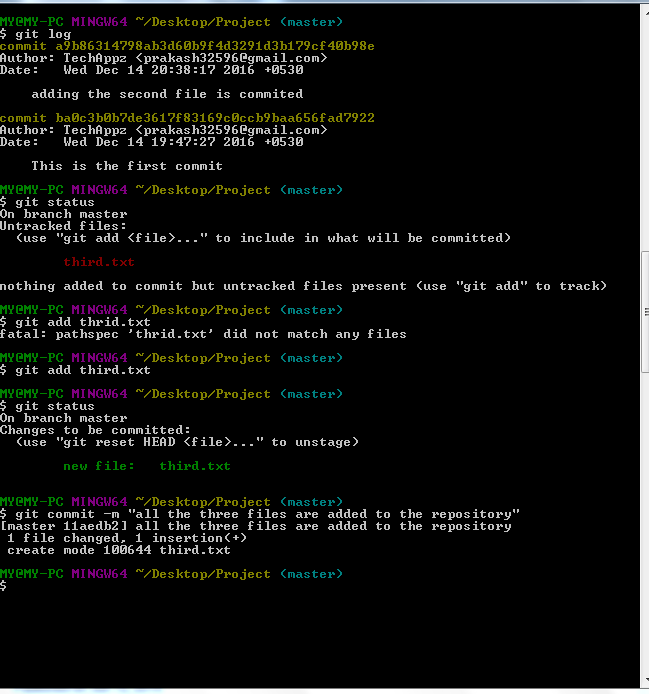 MY@MY-PC MINGW64 ~/Desktop/Project (master)
$ git log
commit a9b86314798ab3d60b9f4d3291d3b179cf40b98e
Author: TechAppz <prakash32596@gmail.com>
Date:   Wed Dec 14 20:38:17 2016 +0530
    adding the second file is commited
commit ba0c3b0b7de3617f83169c0ccb9baa656fad7922
Author: TechAppz <prakash32596@gmail.com>
Date:   Wed Dec 14 19:47:27 2016 +0530
    This is the first commit
MY@MY-PC MINGW64 ~/Desktop/Project (master)
$ git status
On branch master
Untracked files:
  (use "git add <file>..." to include in what will be committed)
        third.txt
nothing added to commit but untracked files present (use "git add" to track)
MY@MY-PC MINGW64 ~/Desktop/Project (master)
$ git add thrid.txt
fatal: pathspec 'thrid.txt' did not match any files
MY@MY-PC MINGW64 ~/Desktop/Project (master)
$ git add third.txt
MY@MY-PC MINGW64 ~/Desktop/Project (master)
$ git status
On branch master
Changes to be committed:
  (use "git reset HEAD <file>..." to unstage)
        new file:   third.txt
MY@MY-PC MINGW64 ~/Desktop/Project (master)
$ git commit -m "all the three files are added to the repository"
[master 11aedb2] all the three files are added to the repository
 1 file changed, 1 insertion(+)
 create mode 100644 third.txt
MY@MY-PC MINGW64 ~/Desktop/Project (master)
$